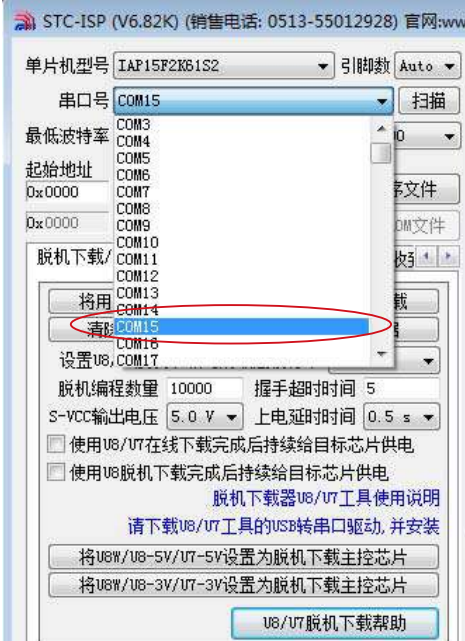 STC-ISP (V6.82K) (销售电话: 0513-55012928) 官网:ww
单片机型号 IAP15F2K61S2 引脚数 Auto
串口号 COM15 扫描
最低波特率
COM3
COM4
起始地址
COM5
COM6
0x0000
COM7
序文件
COM8
0x0000
COM9
OM文件
COM10
脱机下载/
COM11
收到
COM12
将用
COM13
载
COM14
清除
COM15
COM16
设置U8,
COM17
脱机编程数量 10000 握手超时时间 5
S-VCC输出电压 5.0 V 上电延时时间 0.5 s
使用U8/U7在线下载完成后持续给目标芯片供电
使用U8脱机下载完成后持续给目标芯片供电
脱机下载器U8/U7工具使用说明
请下载U8/U7工具的USB转串口驱动,并安装
将U8W/U8-5V/U7-5V设置为脱机下载主控芯片
将U8W/U8-3V/U7-3V设置为脱机下载主控芯片
U8/U7脱机下载帮助